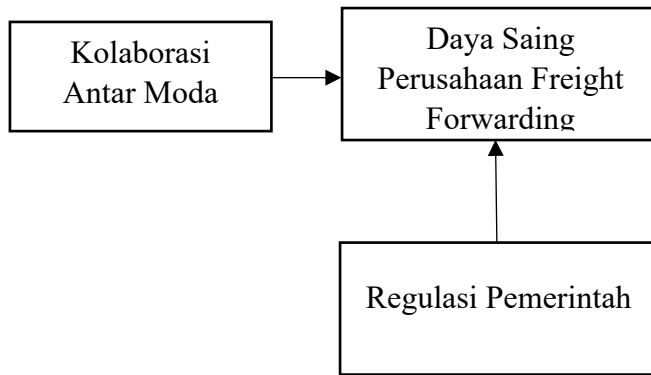 Kolaborasi
Antar Moda
Daya Saing
Perusahaan Freight
Forwarding
Regulasi Pemerintah